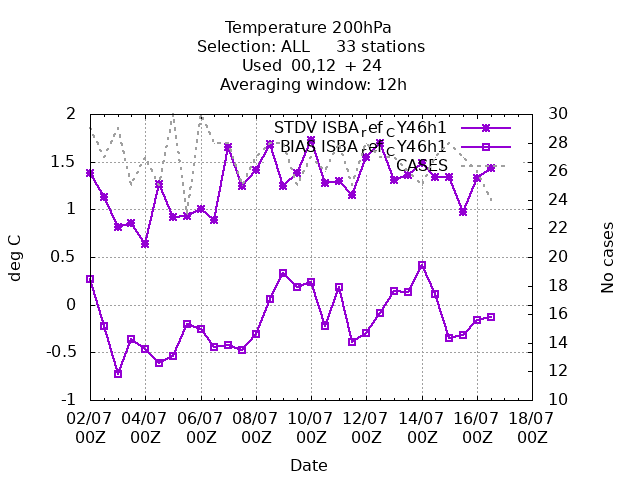 Temperature 200hPa
Selection: ALL 33 stations
Used 00,12 + 24
Averaging window: 12h
STDV ISBA_ref_CY46h1
BIAS ISBA_ref_CY46h1
CASES
2
1.5
1
0.5
0
-0.5
-1
deg C
30
28
26
24
22
20
18
16
14
12
10
No cases
02/07 04/07 06/07 08/07 10/07 12/07 14/07 16/07 18/07
00Z 00Z 00Z 00Z 00Z 00Z 00Z 00Z 00Z
Date